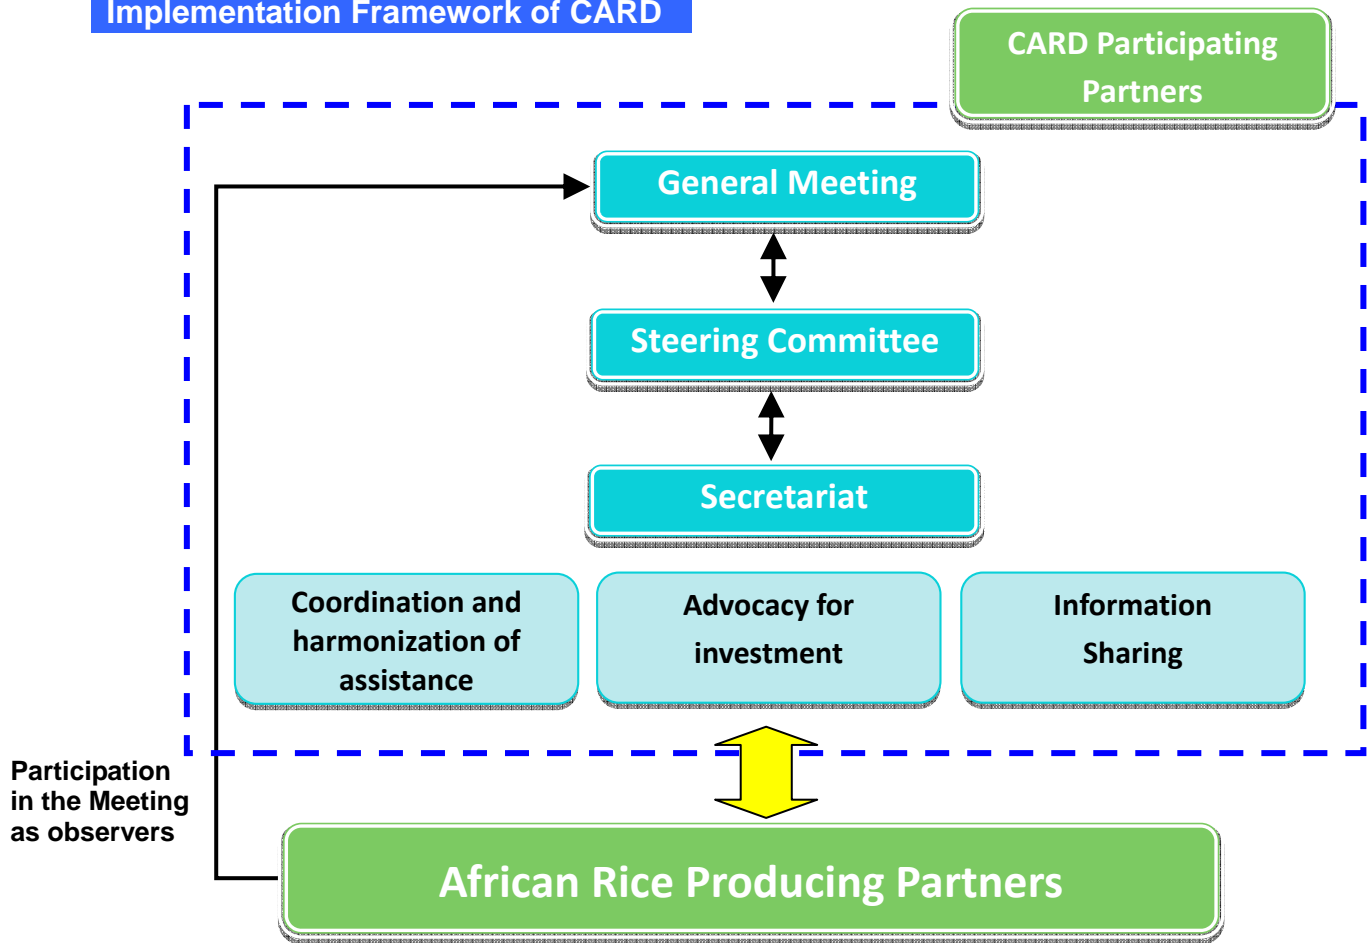 Implementation Framework of CARD
CARD Participating
Partners
General Meeting
Steering Committee
Secretariat
Coordination and
harmonization of
assistance
Advocacy for
investment
Information
Sharing
Participation
in the Meeting
as observers
African Rice Producing Partners